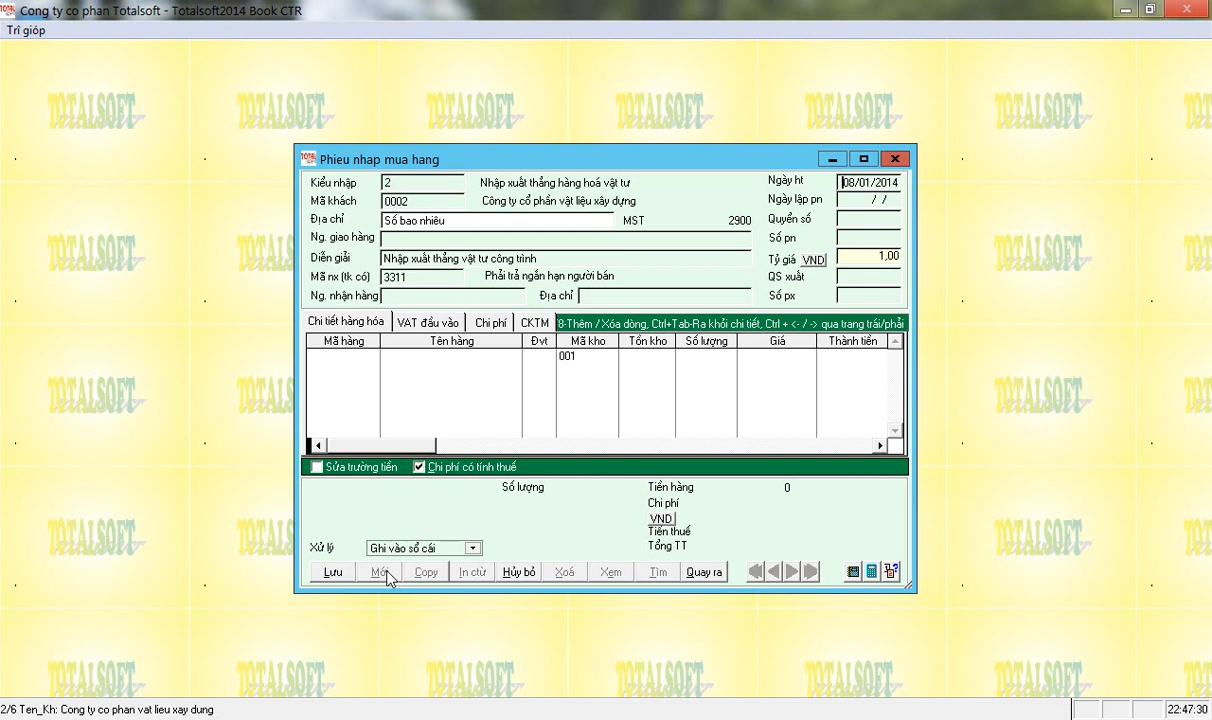 Cong ty co phan Totalsoft - Totalsoft2014 Book CTR
Trî gióp
TOTALSOFT TOTALSOFT TOTALSOFT TOTALSOFT TOTALSOFT TOTALSOFT
Phieu nhap mua hang
Kiểu nhập 2 Nhập xuất thẳng hàng hoá vật tư Ngày ht 08/01/2014
Mã khách 0002 Công ty cổ phần vật liệu xây dựng Ngày lập pn / /
Địa chỉ Số bao nhiêu MST 2900 Quyển số
Ng. giao hàng Số pn
Diễn giải Nhập xuất thẳng vật tư công trình Tỷ giá VND 1,00
Mã nx (tk có) 3311 Phải trả ngắn hạn người bán QS xuất
Ng. nhận hàng Địa chỉ Số px
Chi tiết hàng hóa VAT đầu vào Chi phí CKTM 8-Thêm / Xóa dòng, Ctrl+Tab-Ra khỏi chi tiết, Ctrl + <- / -> qua trang trái/phải
Mã hàng Tên hàng Đvt Mã kho Tồn kho Số lượng Giá Thành tiền
001
Sửa trường tiền Chi phí có tính thuế
Số lượng Tiền hàng 0
Chi phí
VND
Tiền thuế
Xử lý Ghi vào sổ cái Tổng TT
Lưu Mới Copy In ctừ Hủy bỏ Xoá Xem Tìm Quay ra
2/6 Ten_Kh: Cong ty co phan vat lieu xay dung 22:47:30